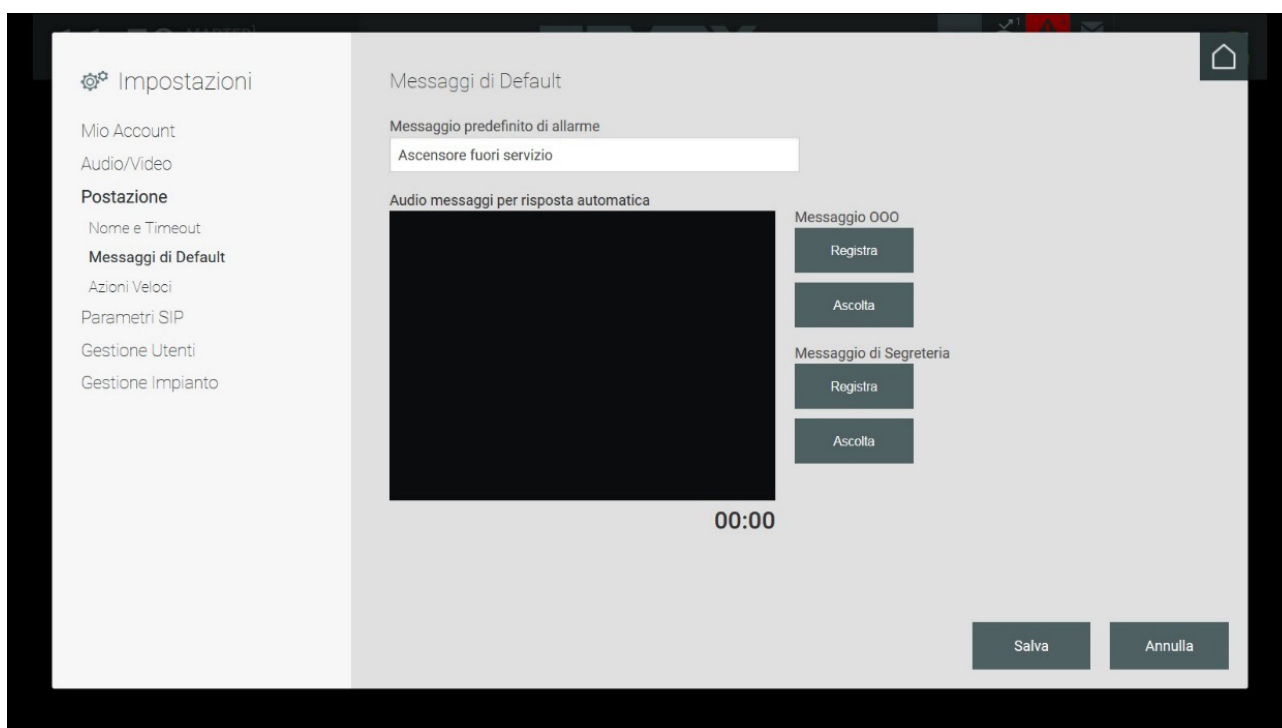 Impostazioni
Mio Account
Audio/Video
Postazione
Nome e Timeout
Messaggi di Default
Azioni Veloci
Parametri SIP
Gestione Utenti
Gestione Impianto
Messaggi di Default
Messaggio predefinito di allarme
Ascensore fuori servizio
Audio messaggi per risposta automatica
Messaggio OOO
Registra
Ascolta
Messaggio di Segreteria
Registra
Ascolta
00:00
Salva
Annulla